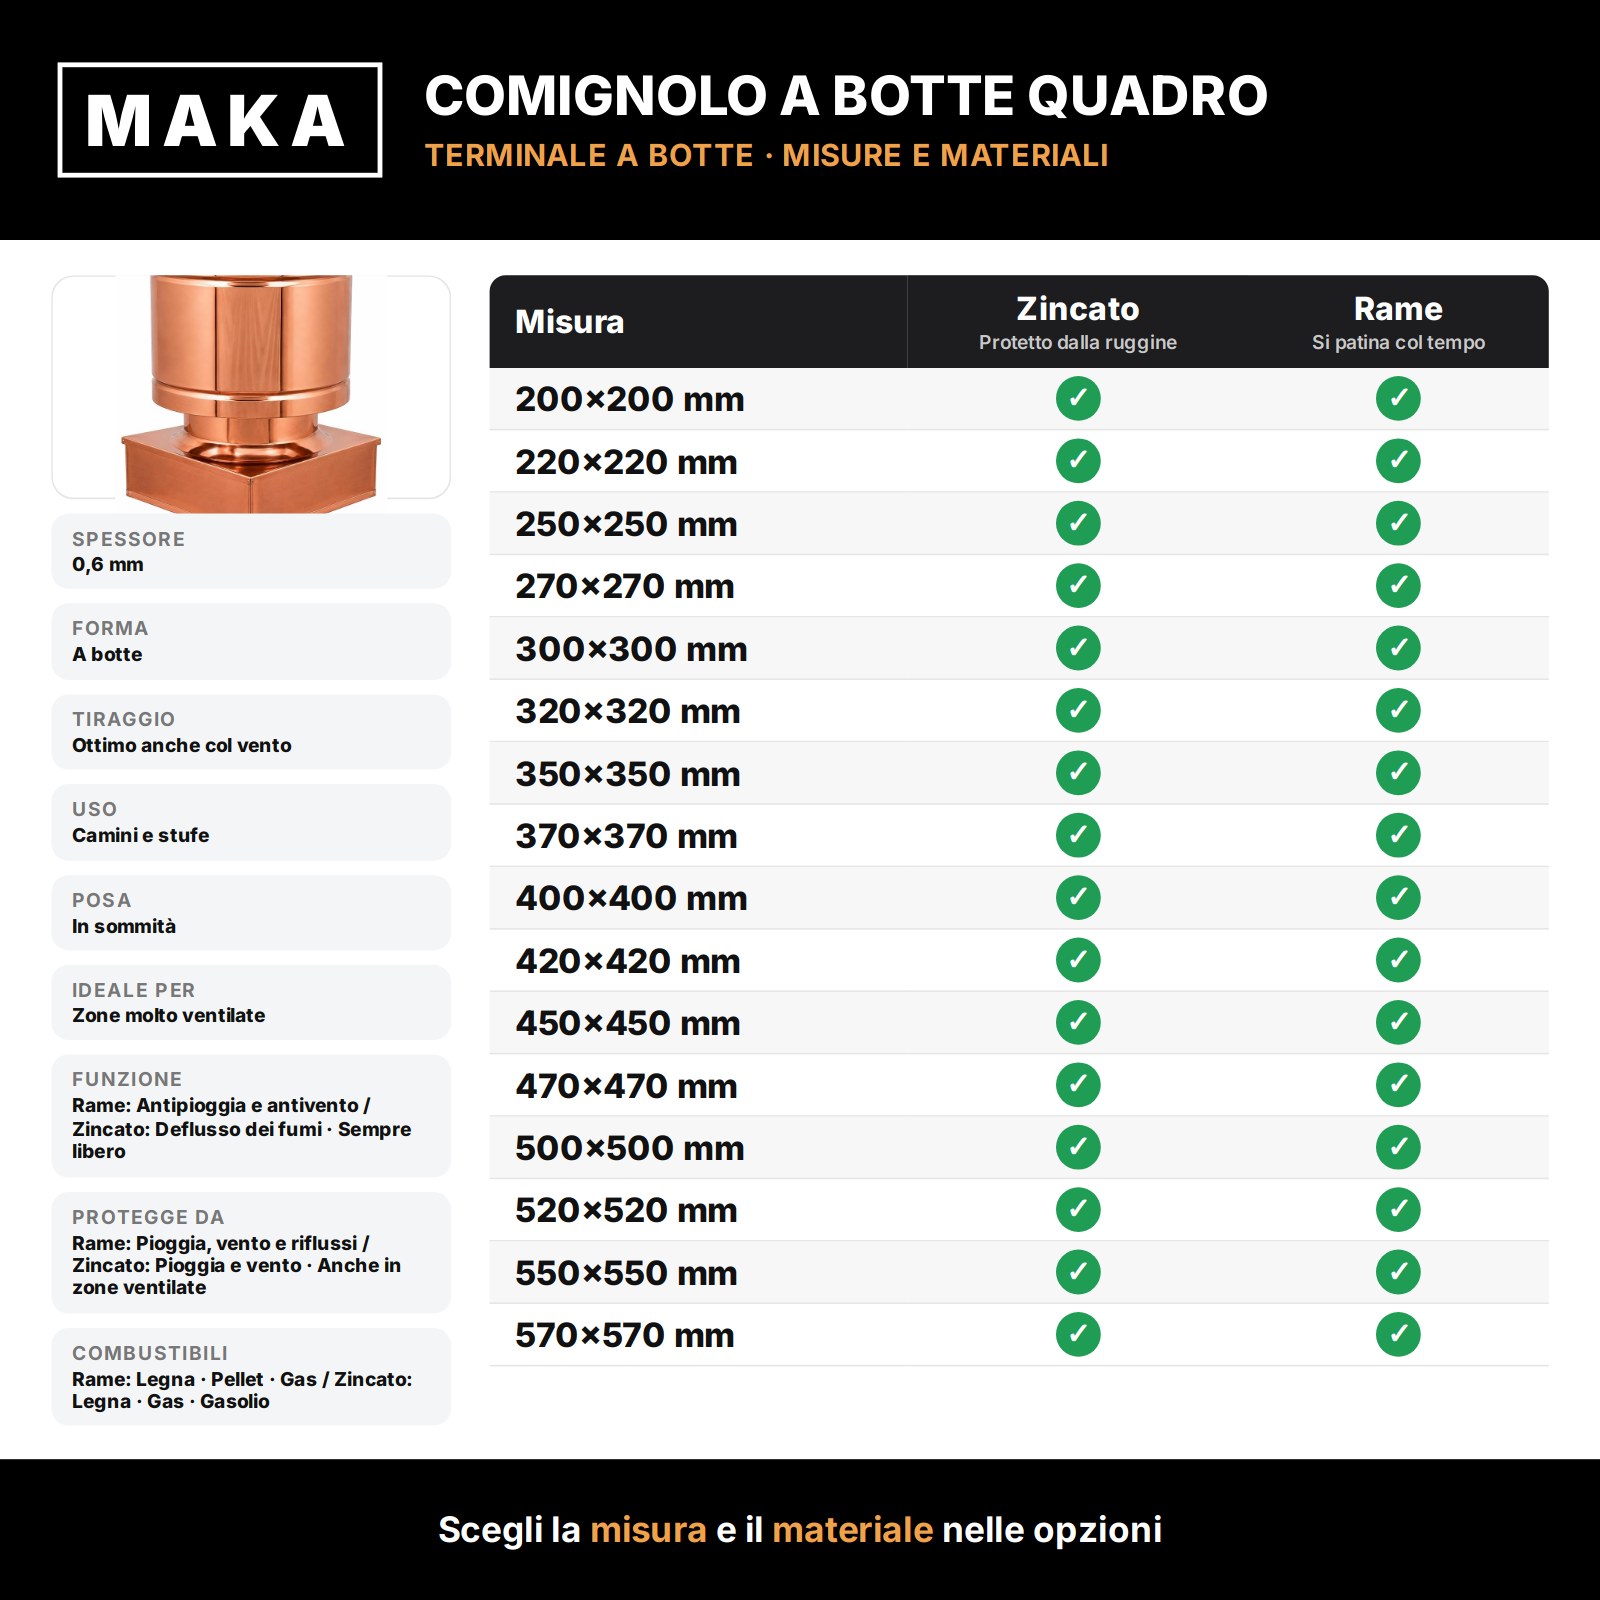 MAKA
COMIGNOLO A BOTTE QUADRO
TERMINALE A BOTTE · MISURE E MATERIALI
SPESSORE
0,6 mm
FORMA
A botte
TIRAGGIO
Ottimo anche col vento
USO
Camini e stufe
POSA
In sommità
IDEALE PER
Zone molto ventilate
FUNZIONE
Rame: Antipioggia e antivento /
Zincato: Deflusso dei fumi · Sempre
libero
PROTEGGE DA
Rame: Pioggia, vento e riflussi /
Zincato: Pioggia e vento · Anche in
zone ventilate
COMBUSTIBILI
Rame: Legna · Pellet · Gas / Zincato:
Legna · Gas · Gasolio
Misura Zincato Rame
Protetto dalla ruggine Si patina col tempo
200×200 mm ✓ ✓
220×220 mm ✓ ✓
250×250 mm ✓ ✓
270×270 mm ✓ ✓
300×300 mm ✓ ✓
320×320 mm ✓ ✓
350×350 mm ✓ ✓
370×370 mm ✓ ✓
400×400 mm ✓ ✓
420×420 mm ✓ ✓
450×450 mm ✓ ✓
470×470 mm ✓ ✓
500×500 mm ✓ ✓
520×520 mm ✓ ✓
550×550 mm ✓ ✓
570×570 mm ✓ ✓
Scegli la misura e il materiale nelle opzioni